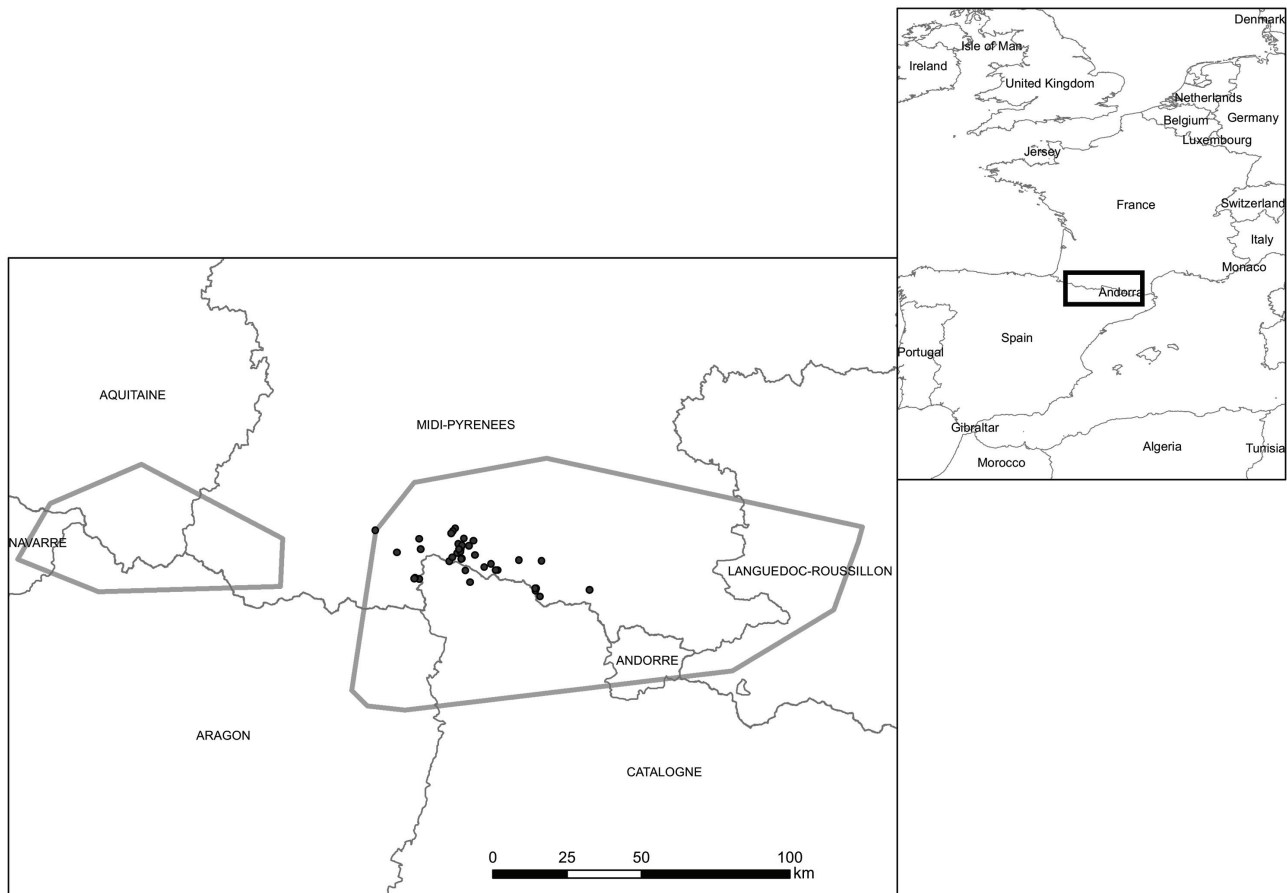 Denmark
Isle of Man
Ireland
United Kingdom
Netherlands
Belgium
Germany
Luxembourg
Jersey
France
Switzerland
Italy
Monaco
Andorra
Spain
Portugal
Gibraltar
Algeria
Tunisia
Morocco
AQUITAINE
MIDI-PYRENEES
NAVARRE
LANGUEDOC-ROUSSILLON
ANDORRE
ARAGON
CATALOGNE
0 25 50 100
km